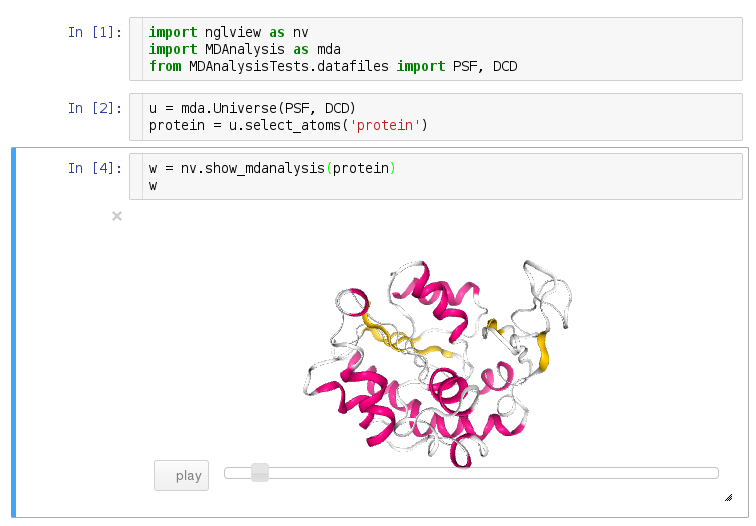 In [1]: import nglview as nv
import MDAnalysis as mda
from MDAnalysisTests.datafiles import PSF, DCD
In [2]: u = mda.Universe(PSF, DCD)
protein = u.select_atoms('protein')
In [4]: w = nv.show_mdanalysis(protein)
w
×
play